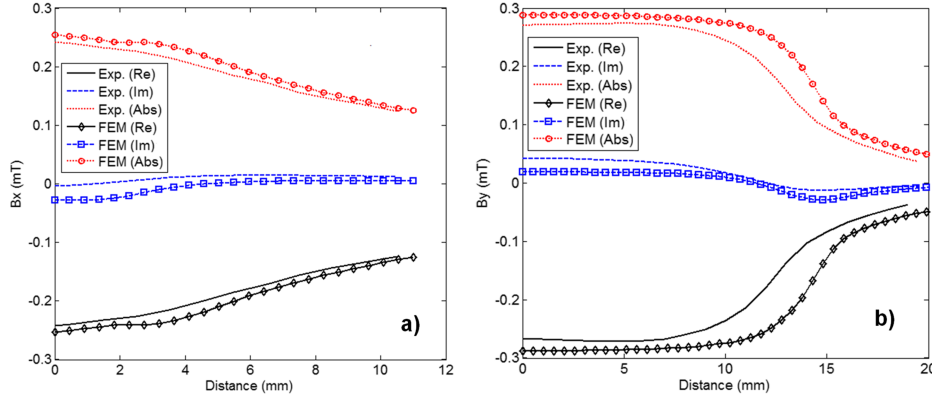 0.3
0.2
0.1
0
-0.1
-0.2
-0.3
Bx (mT)
Exp. (Re)
Exp. (Im)
Exp. (Abs)
FEM (Re)
FEM (Im)
FEM (Abs)
a)
0 2 4 6 8 10 12
Distance (mm)
0.3
0.2
0.1
0
-0.1
-0.2
-0.3
By (mT)
Exp. (Re)
Exp. (Im)
Exp. (Abs)
FEM (Re)
FEM (Im)
FEM (Abs)
b)
0 5 10 15 20
Distance (mm)